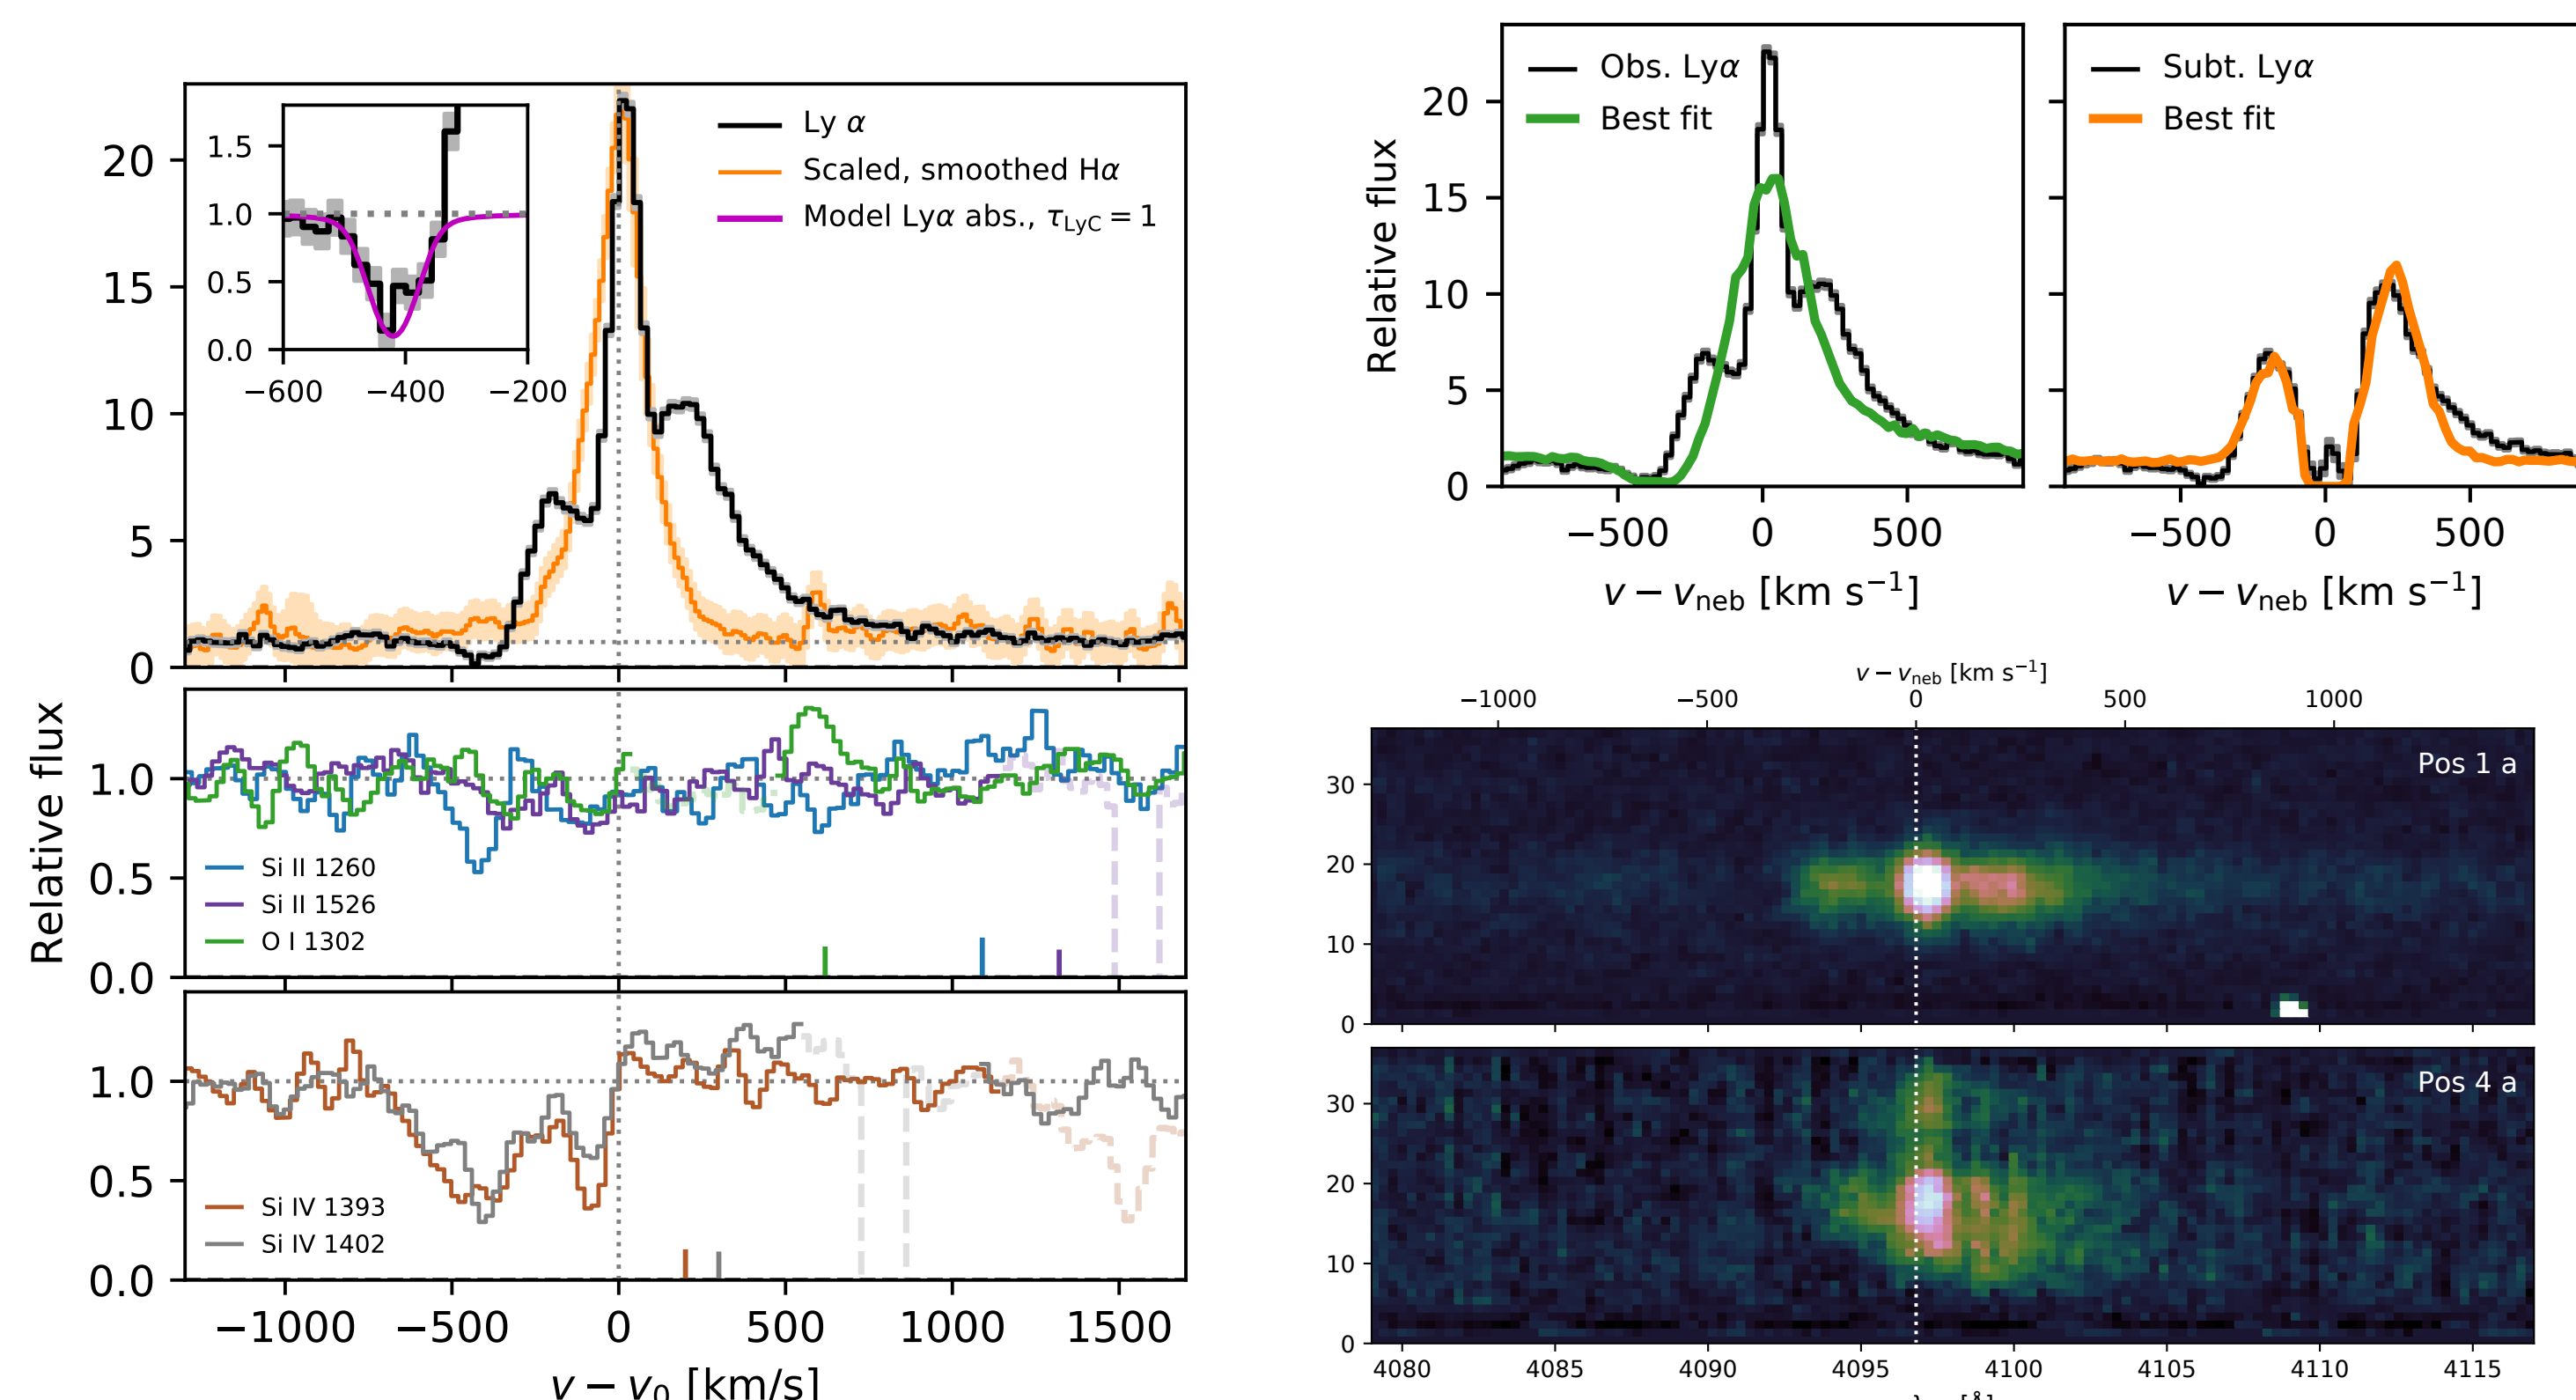 Ly α
Scaled, smoothed Hα
Model Lyα abs., τLyC = 1
1.5
1.0
0.5
0.0
−600 −400 −200
20
15
10
5
0
Relative flux
1.0
0.5
0.0
Si II 1260
Si II 1526
O I 1302
1.0
0.5
0.0
Si IV 1393
Si IV 1402
−1000 −500 0 500 1000 1500
v − v0 [km/s]
Obs. Lyα
Best fit
Relative flux
20
15
10
5
0
−500 0 500
v − vneb [km s−1]
Subt. Lyα
Best fit
−500 0 500
v − vneb [km s−1]
v − vneb [km s−1]
−1000 −500 0 500 1000
Pos 1 a
30
20
10
0
Pos 4 a
30
20
10
0
4080 4085 4090 4095 4100 4105 4110 4115